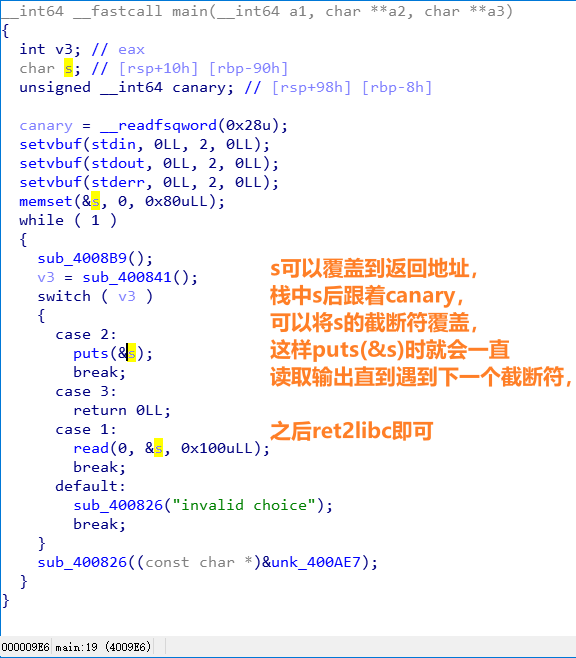 __int64 __fastcall main(__int64 a1, char **a2, char **a3)
{
int v3; // eax
char s; // [rsp+10h] [rbp-90h]
unsigned __int64 canary; // [rsp+98h] [rbp-8h]
canary = __readfsqword(0x28u);
setvbuf(stdin, 0LL, 2, 0LL);
setvbuf(stdout, 0LL, 2, 0LL);
setvbuf(stderr, 0LL, 2, 0LL);
memset(&s, 0, 0x80uLL);
while ( 1 )
{
sub_4008B9();
v3 = sub_400841();
switch ( v3 )
{
case 2:
puts(&s);
break;
case 3:
return 0LL;
case 1:
read(0, &s, 0x100uLL);
break;
default:
sub_400826("invalid choice");
break;
}
sub_400826((const char *)&unk_400AE7);
}
}
s可以覆盖到返回地址,
栈中s后跟着canary,
可以将s的截断符覆盖,
这样puts(&s)时就会一直
读取输出直到遇到下一个截断符,
之后ret2libc即可
000009E6 main:19 (4009E6)